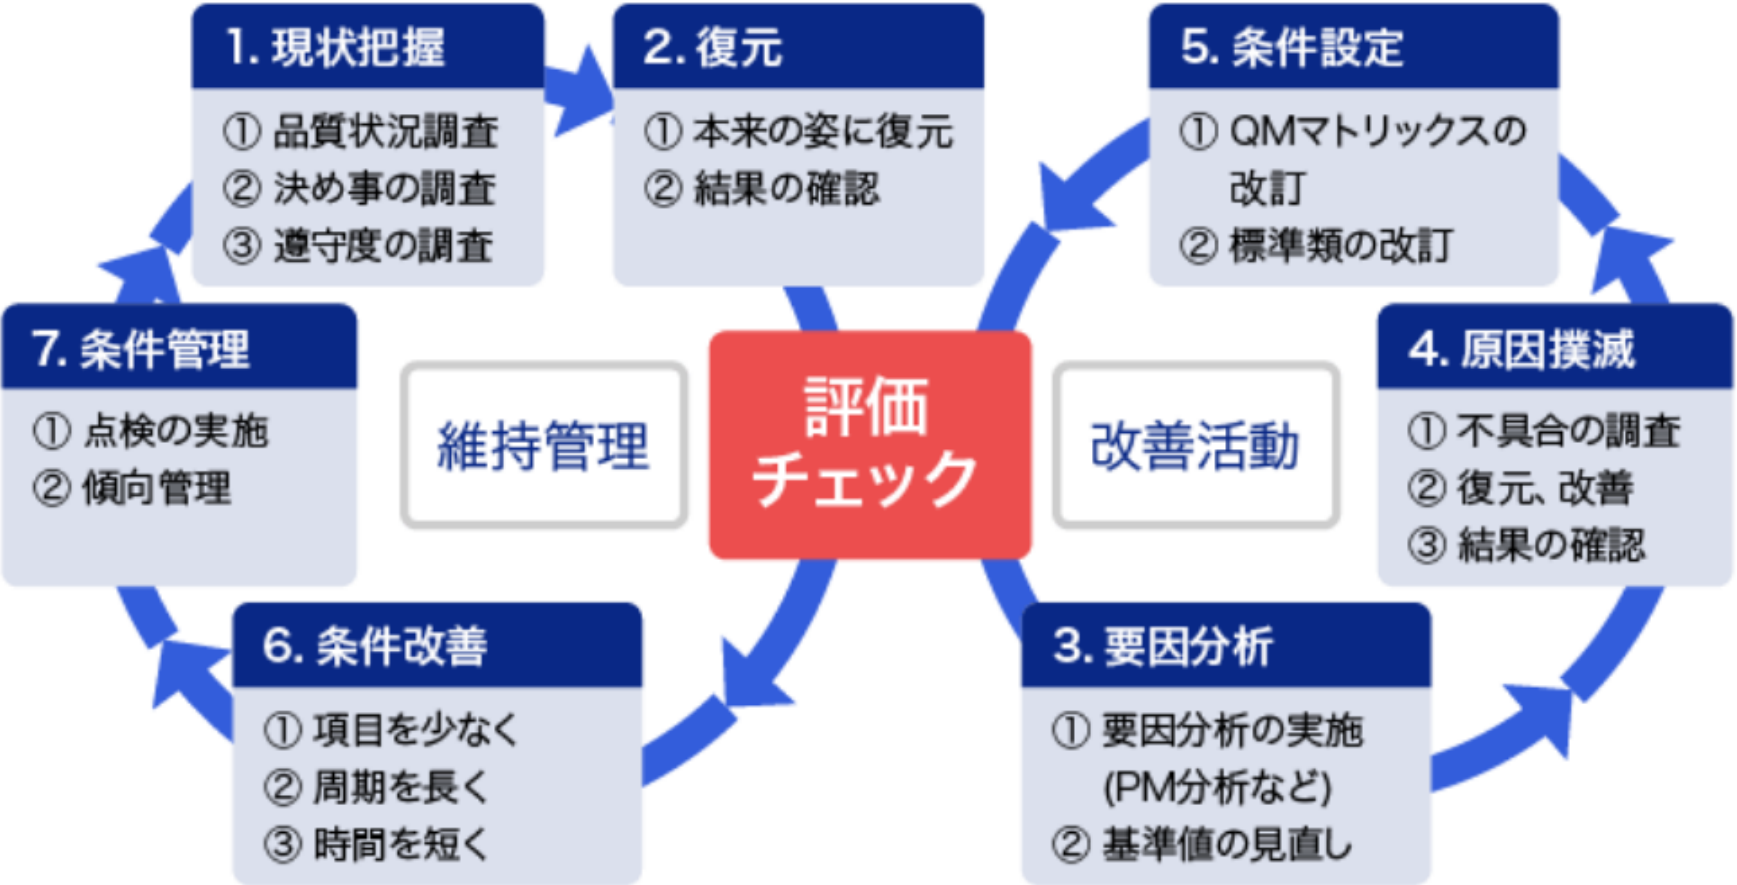 1. 現状把握
① 品質状況調査
② 決め事の調査
③ 遵守度の調査
2. 復元
① 本来の姿に復元
② 結果の確認
評価
チェック
維持管理
改善活動
3. 要因分析
① 要因分析の実施
(PM分析など)
② 基準値の見直し
4. 原因撲滅
① 不具合の調査
② 復元、改善
③ 結果の確認
5. 条件設定
① QMマトリックスの
改訂
② 標準類の改訂
6. 条件改善
① 項目を少なく
② 周期を長く
③ 時間を短く
7. 条件管理
① 点検の実施
② 傾向管理